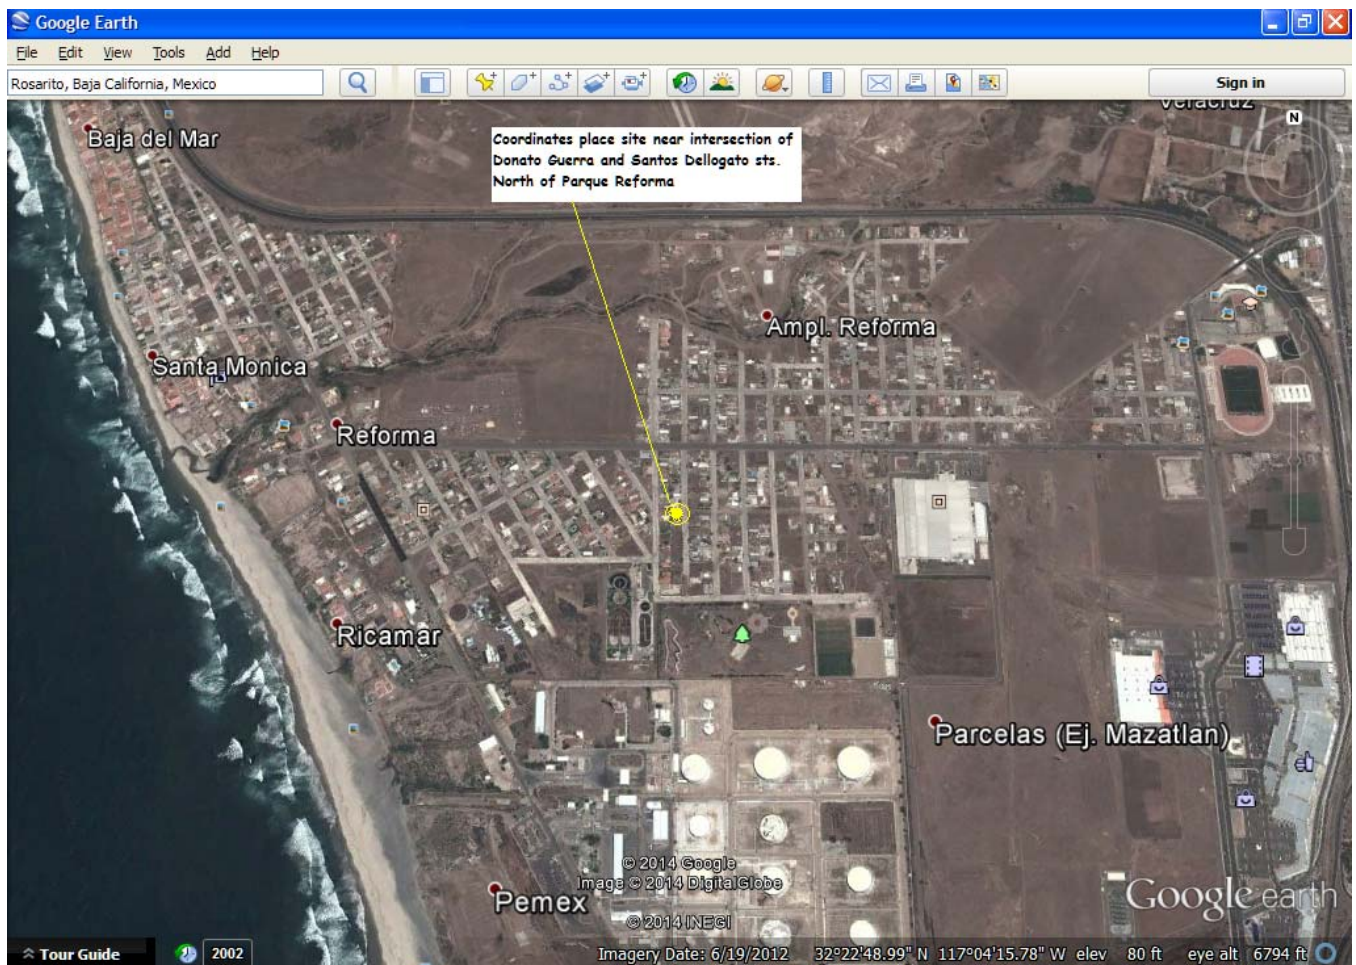 Google Earth
File Edit View Tools Add Help
Rosarito, Baja California, Mexico
Sign in
Veracruz
N
Baja del Mar
Coordinates place site near intersection of
Donato Guerra and Santos Dellogato sts.
North of Parque Reforma
Ampl. Reforma
Santa Monica
Reforma
Ricamar
Parcelas (Ej. Mazatlan)
© 2014 Google
Image © 2014 DigitalGlobe
Pemex
© 2014 INEGI
Google earth
Tour Guide
2002
Imagery Date: 6/19/2012 32°22'48.99" N 117°04'15.78" W elev 80 ft eye alt 6794 ft